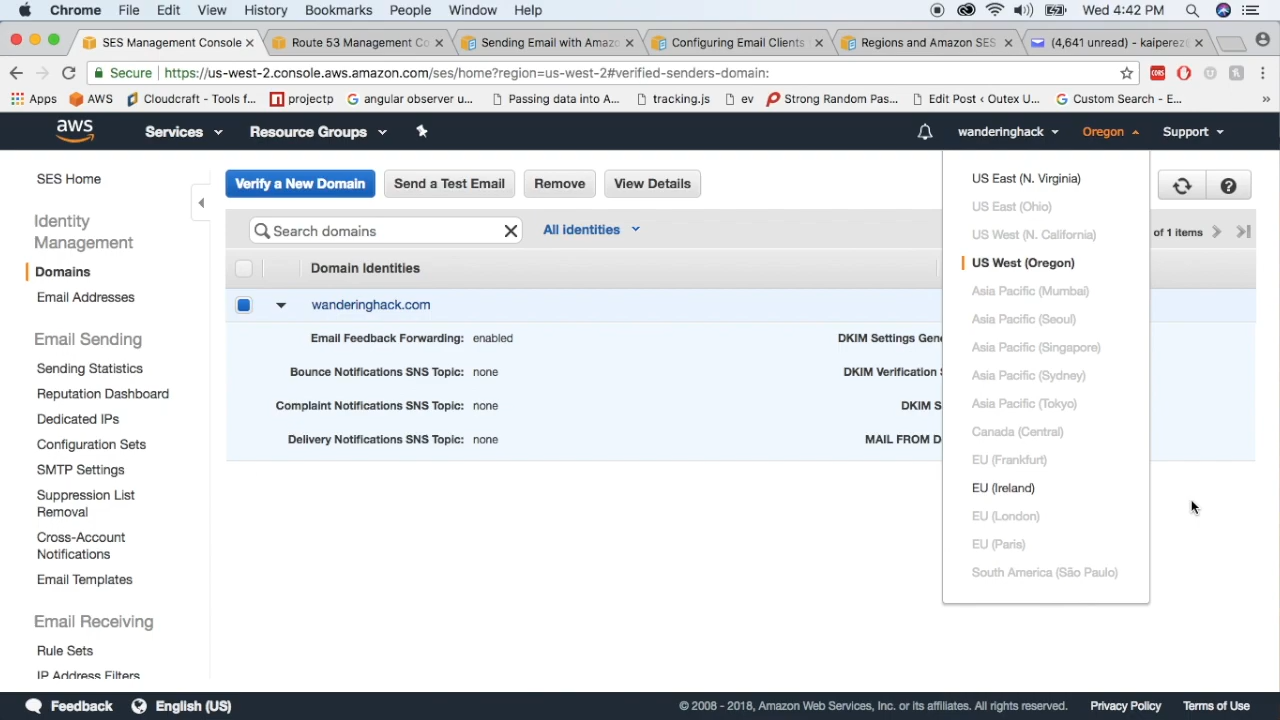 Chrome File Edit View History Bookmarks People Window Help Wed 4:42 PM
SES Management Console Route 53 Management Co Sending Email with Amazo Configuring Email Clients Regions and Amazon SES (4,641 unread) - kaiperezi
Secure https://us-west-2.console.aws.amazon.com/ses/home?region=us-west-2#verified-senders-domain:
Apps AWS Cloudcraft - Tools f... projectp angular observer u... Passing data into A... tracking.js ev Strong Random Pas... Edit Post ‹ Outex U... Custom Search - E... »
aws Services Resource Groups wanderinghack Oregon Support
SES Home
Identity Management
Domains
Email Addresses
Email Sending
Sending Statistics
Reputation Dashboard
Dedicated IPs
Configuration Sets
SMTP Settings
Suppression List
Removal
Cross-Account
Notifications
Email Templates
Email Receiving
Rule Sets
IP Address Filters
Verify a New Domain Send a Test Email Remove View Details
Search domains All identities of 1 items
Domain Identities
wanderinghack.com
Email Feedback Forwarding: enabled DKIM Settings Gene
Bounce Notifications SNS Topic: none DKIM Verification S
Complaint Notifications SNS Topic: none DKIM S
Delivery Notifications SNS Topic: none MAIL FROM D
US East (N. Virginia)
US East (Ohio)
US West (N. California)
US West (Oregon)
Asia Pacific (Mumbai)
Asia Pacific (Seoul)
Asia Pacific (Singapore)
Asia Pacific (Sydney)
Asia Pacific (Tokyo)
Canada (Central)
EU (Frankfurt)
EU (Ireland)
EU (London)
EU (Paris)
South America (São Paulo)
Feedback English (US) © 2008 - 2018, Amazon Web Services, Inc. or its affiliates. All rights reserved. Privacy Policy Terms of Use